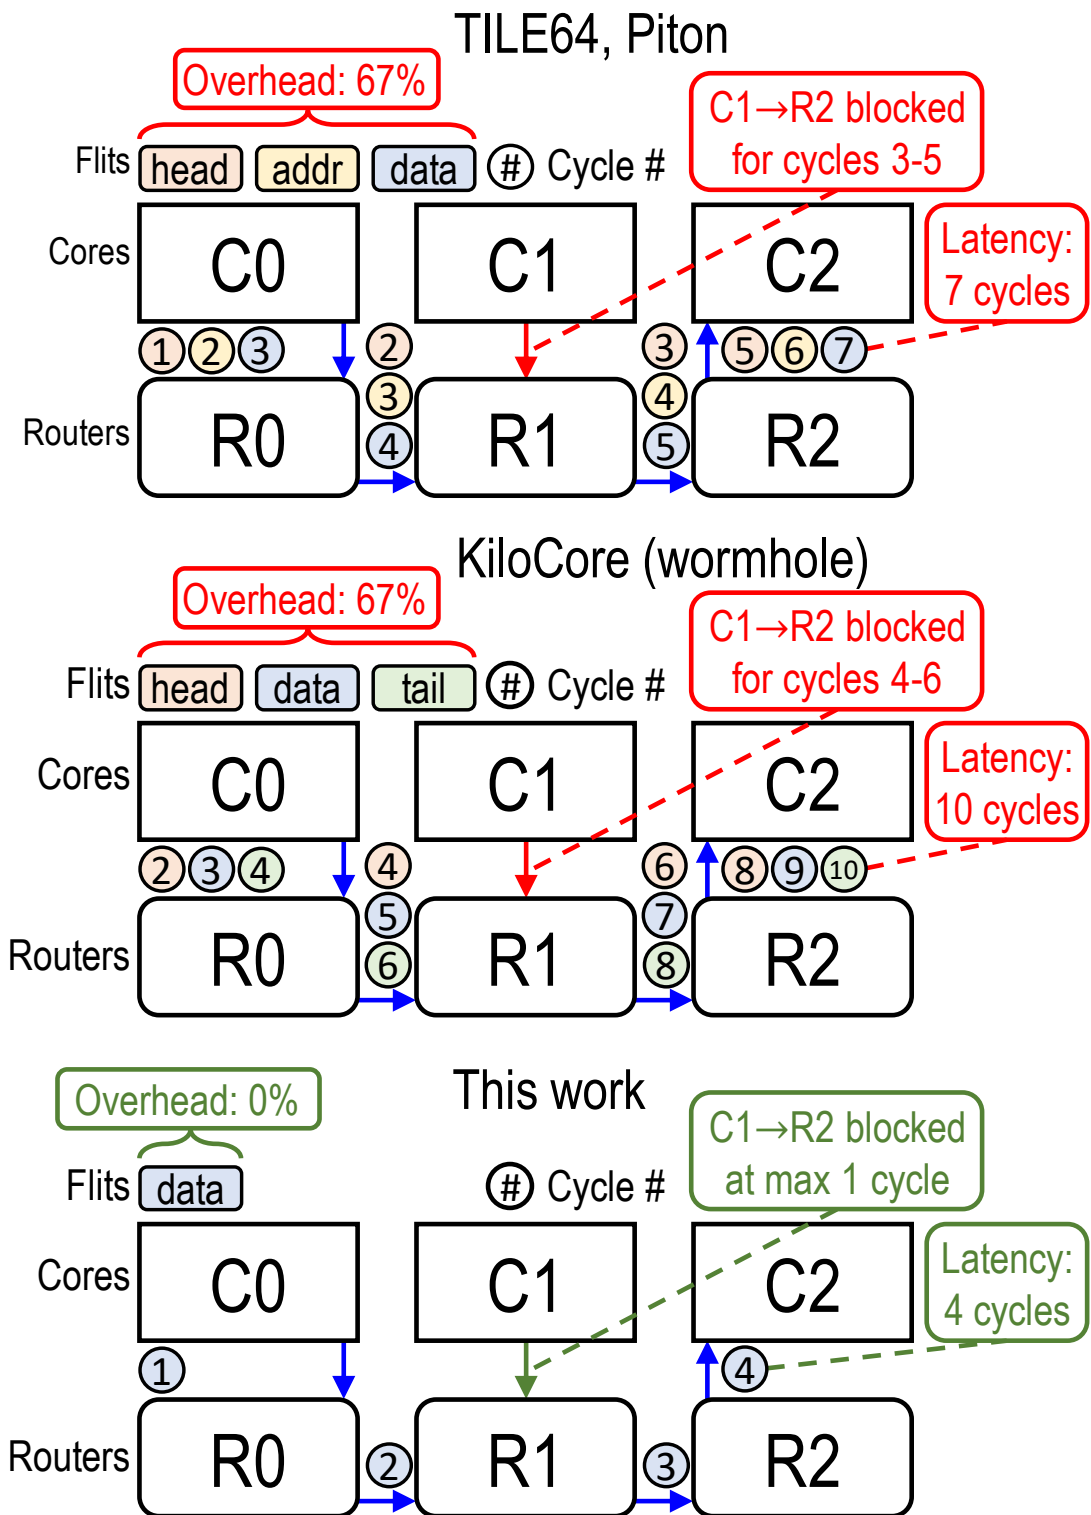 TILE64, Piton
Overhead: 67%
C1→R2 blocked
for cycles 3-5
Flits head addr data # Cycle #
Cores C0 C1 C2
Latency:
7 cycles
1 2 3 2 3 5 6 7
3 4
4 5
Routers R0 R1 R2
KiloCore (wormhole)
Overhead: 67%
C1→R2 blocked
for cycles 4-6
Flits head data tail # Cycle #
Cores C0 C1 C2
Latency:
10 cycles
2 3 4 4 6 8 9 10
5 7
6 8
Routers R0 R1 R2
This work
Overhead: 0%
C1→R2 blocked
at max 1 cycle
Flits data # Cycle #
Cores C0 C1 C2
Latency:
4 cycles
1 4
Routers R0 2 R1 3 R2